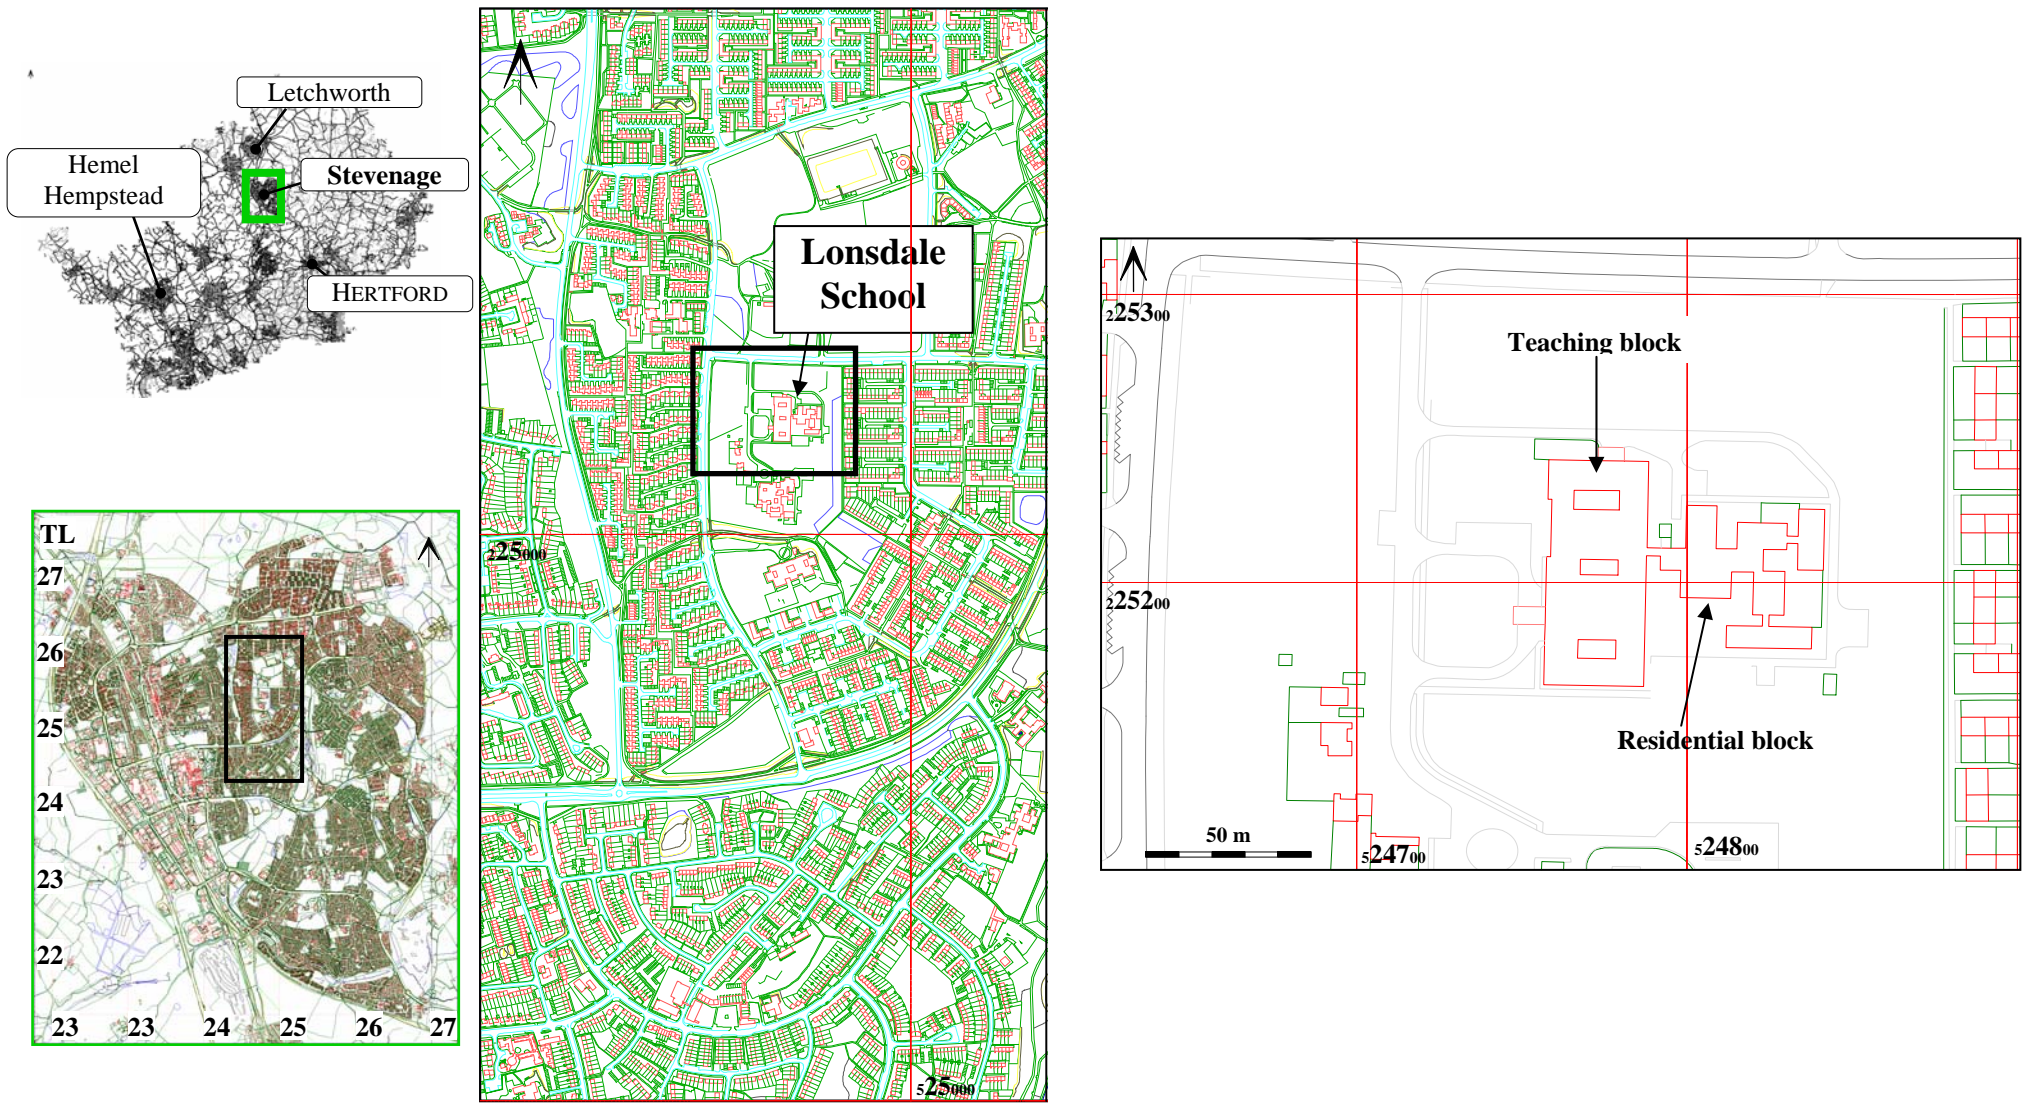 Letchworth
Hemel
Hempstead
Stevenage
HERTFORD
TL
27
26
25
24
23
22
23 23 24 25 26 27
Lonsdale
School
225000
525000
225300
Teaching block
225200
Residential block
50 m
524700
524800